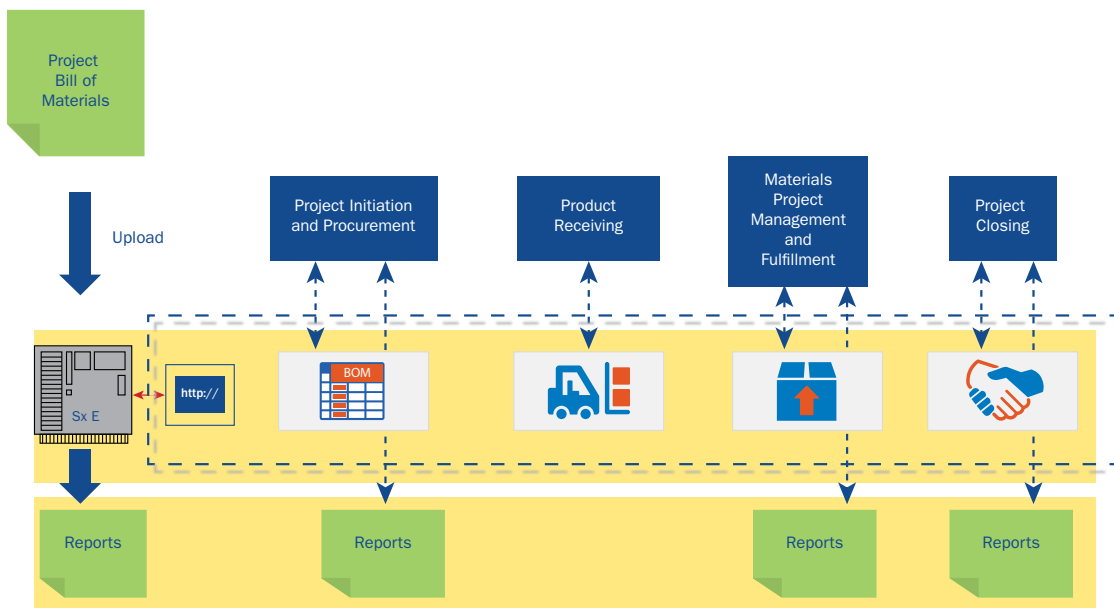 Project
Bill of
Materials
Upload
Project Initiation
and Procurement
Product
Receiving
Materials
Project
Management
and
Fulfillment
Project
Closing
Sx E
http://
BOM
Reports
Reports
Reports
Reports